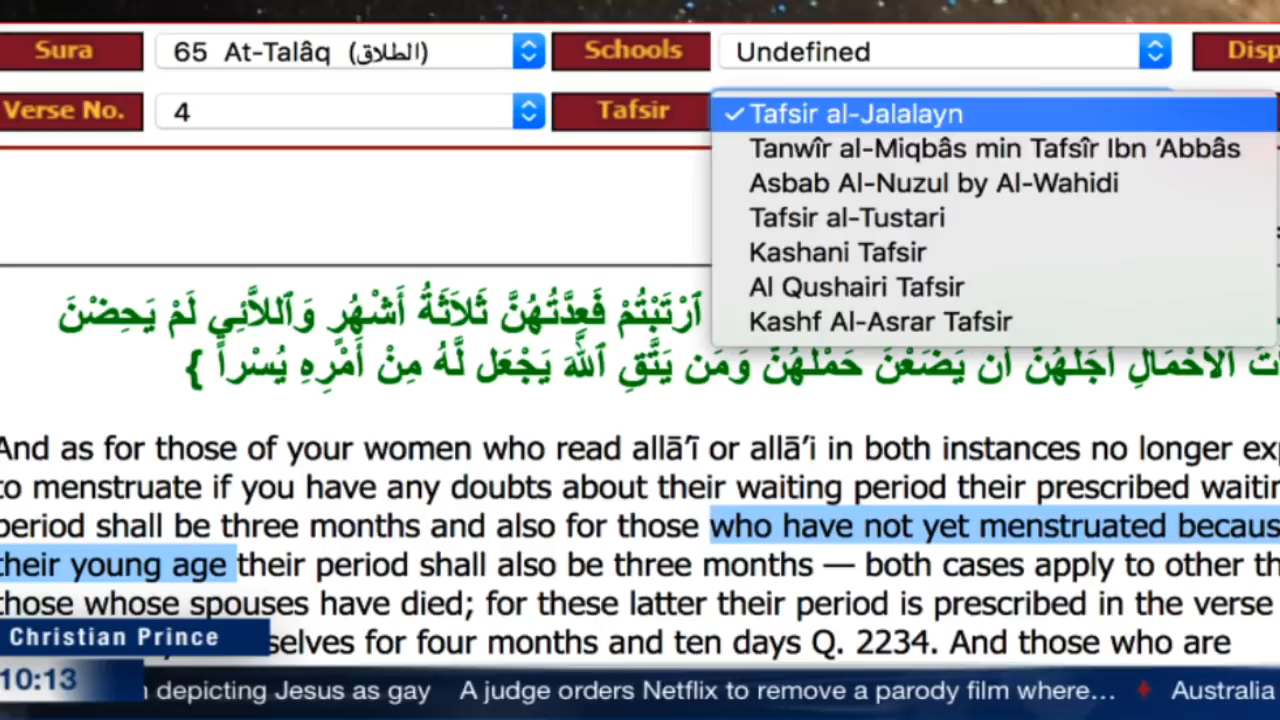 Sura 65 At-Talâq (الطلاق) Schools Undefined Disp
Verse No. 4 Tafsir ✓ Tafsir al-Jalalayn
Tanwîr al-Miqbâs min Tafsîr Ibn ‘Abbâs
Asbab Al-Nuzul by Al-Wahidi
Tafsir al-Tustari
Kashani Tafsir
Al Qushairi Tafsir
Kashf Al-Asrar Tafsir
ٱرْتَبْتُمْ فَعِدَّتُهُنَّ ثَلاَثَةُ أَشْهُرٍ وَٱللاَّئِي لَمْ يَحِضْنَ
ٱلأَحْمَالِ أَجَلُهُنَّ أَن يَضَعْنَ حَمْلَهُنَّ وَمَن يَتَّقِ ٱللَّهَ يَجْعَل لَّهُ مِنْ أَمْرِهِ يُسْراً }
And as for those of your women who read allā’ī or allā’i in both instances no longer exp
to menstruate if you have any doubts about their waiting period their prescribed waitin
period shall be three months and also for those who have not yet menstruated becaus
their young age their period shall also be three months — both cases apply to other th
those whose spouses have died; for these latter their period is prescribed in the verse
selves for four months and ten days Q. 2234. And those who are
Christian Prince
10:13 n depicting Jesus as gay A judge orders Netflix to remove a parody film where... ♦ Australia